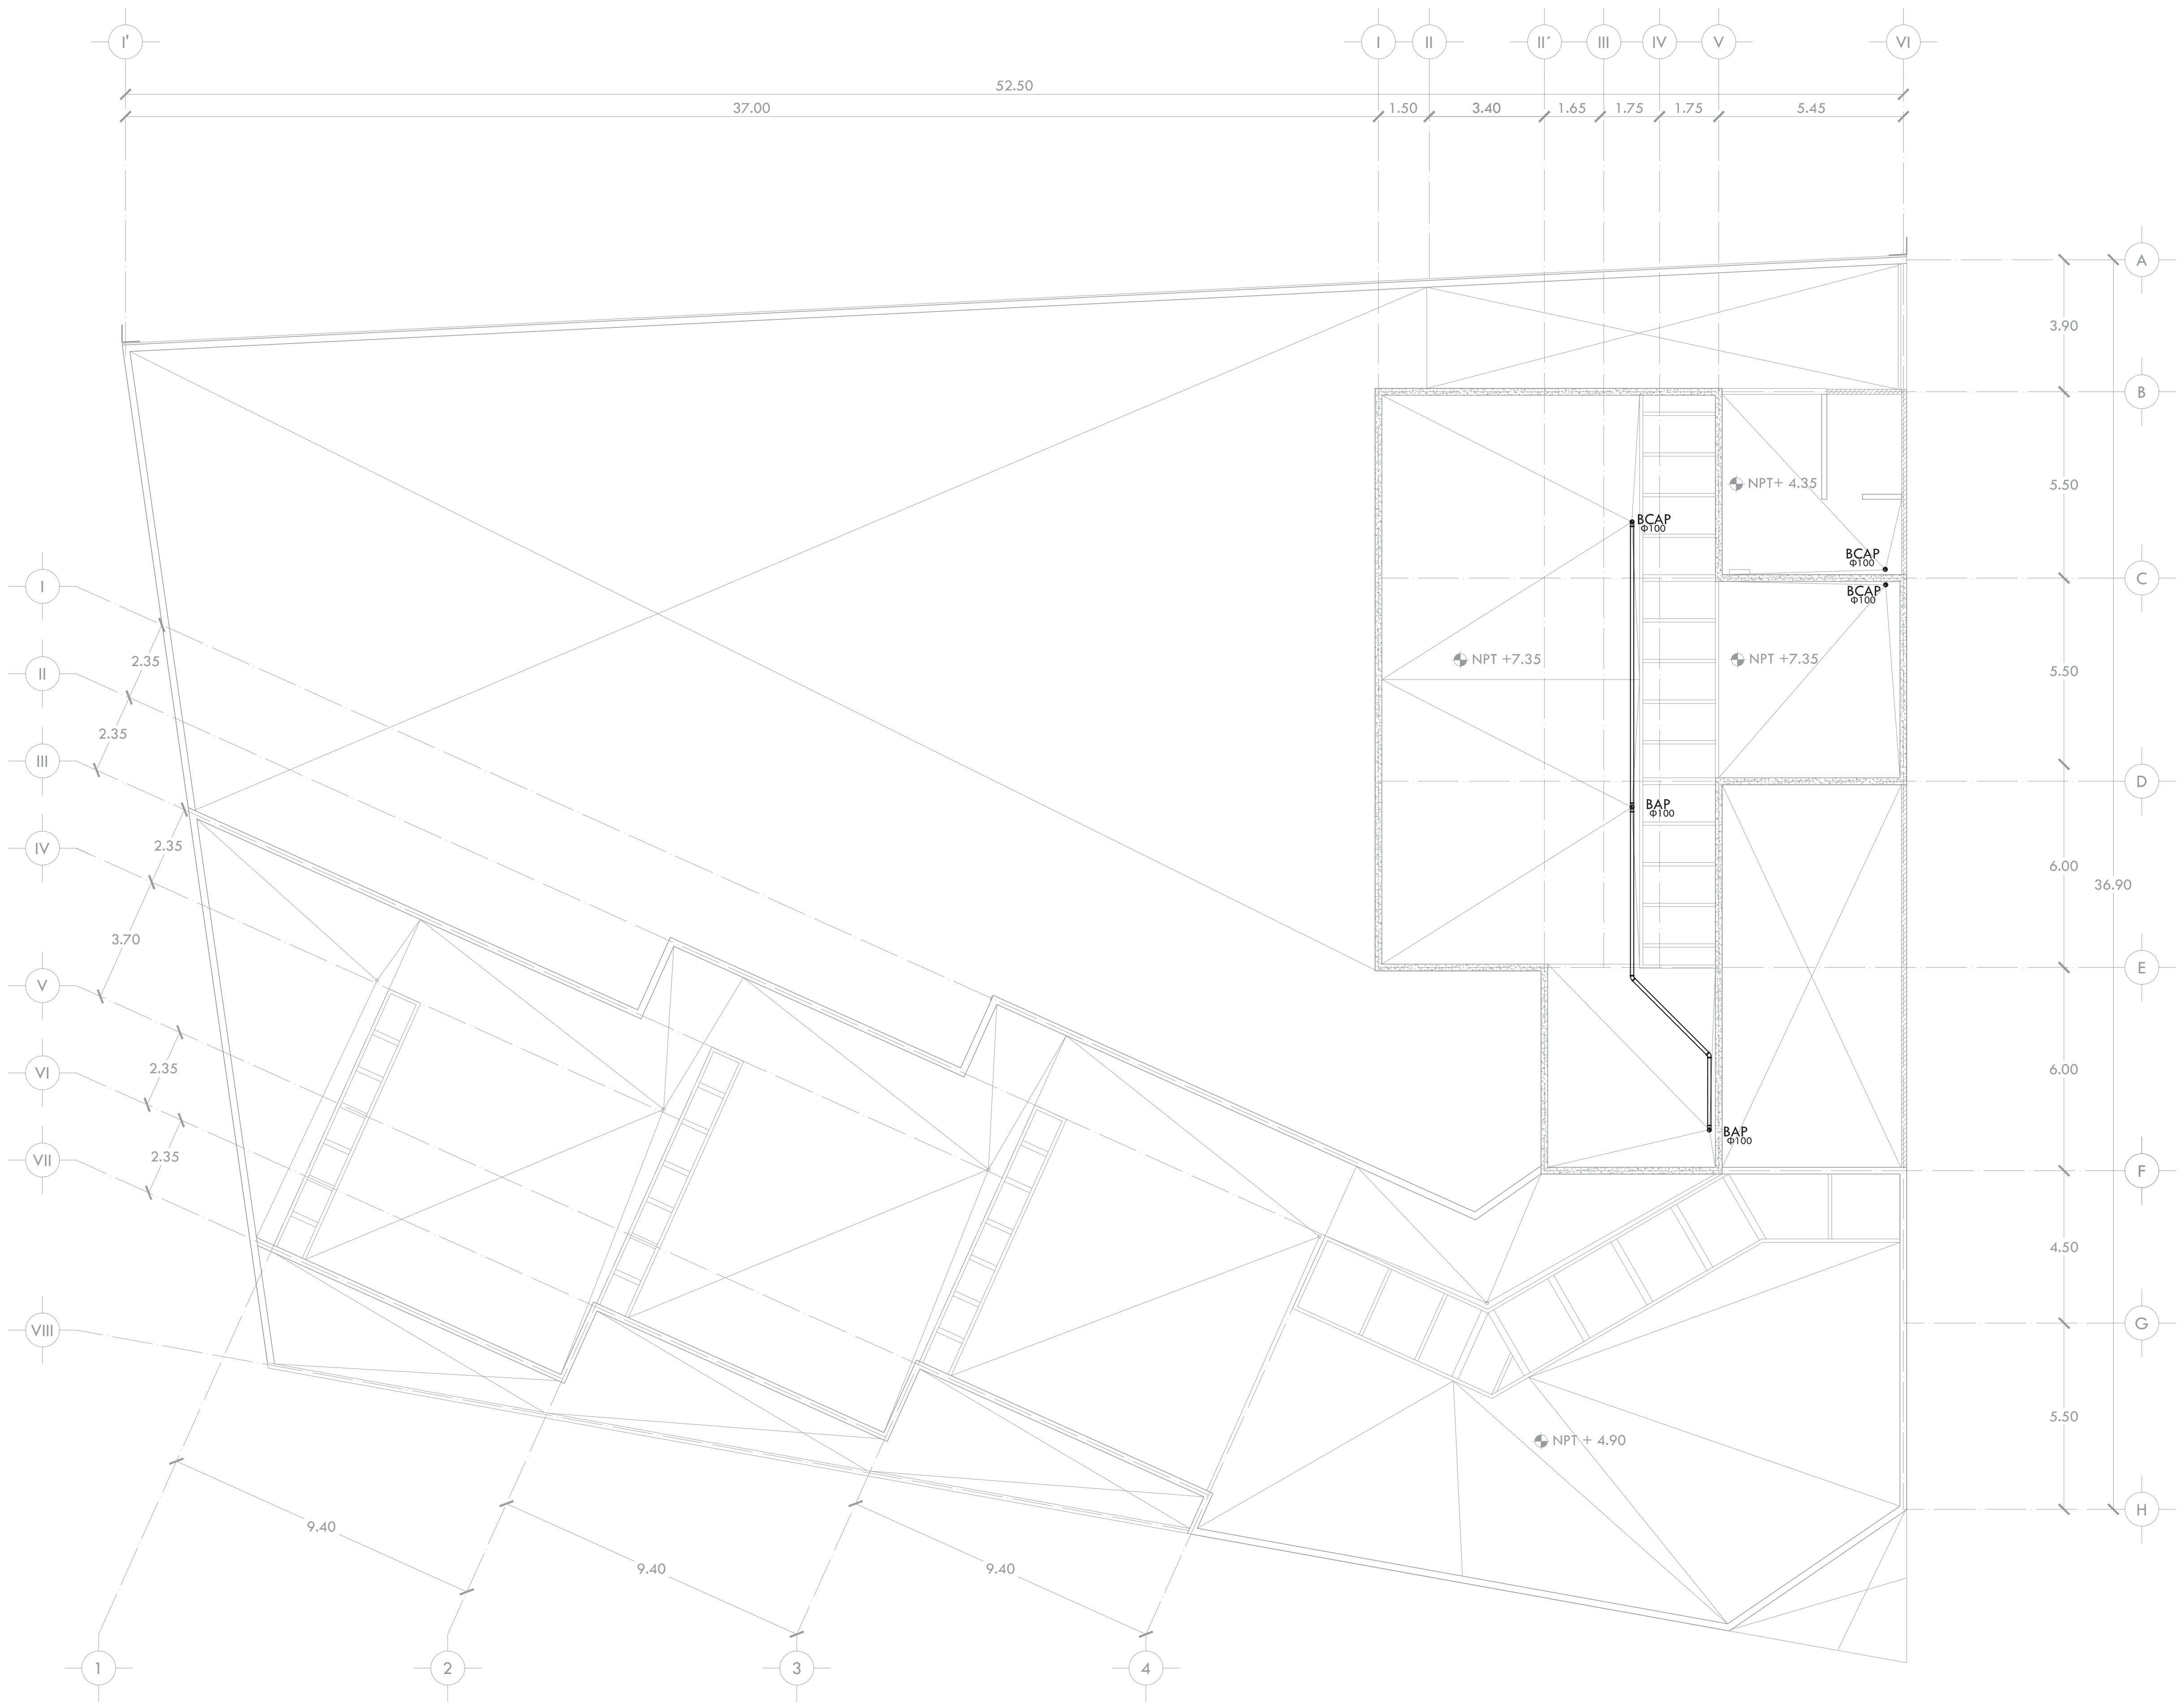 I'
I
II
II´
III
IV
V
VI
52.50
37.00
1.50
3.40
1.65
1.75
1.75
5.45
A
3.90
B
5.50
NPT+ 4.35
BCAP
Φ100
BCAP
Φ100
C
BCAP
Φ100
I
2.35
II
NPT +7.35
NPT +7.35
5.50
2.35
III
D
BAP
Φ100
IV
2.35
6.00
36.90
3.70
V
E
VI
2.35
6.00
BAP
Φ100
VII
2.35
F
4.50
VIII
G
5.50
NPT + 4.90
H
9.40
9.40
9.40
1
2
3
4